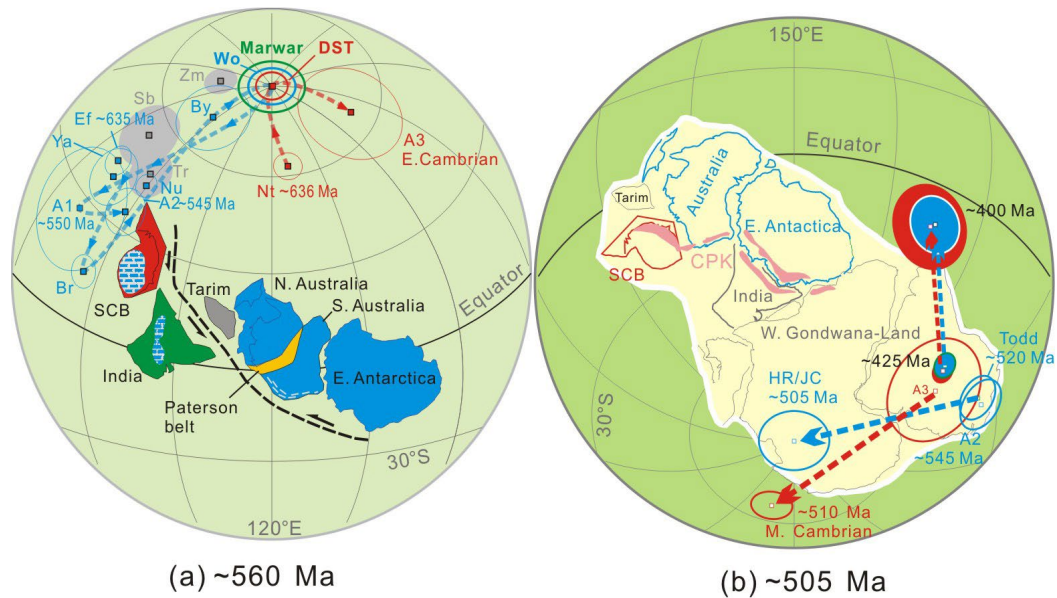 Marwar
Wo
DST
Zm
Sb
By
Ef ~635 Ma
Ya
A3
E.Cambrian
Tr
Nu
Nt ~636 Ma
A1
~550 Ma
A2~545 Ma
Br
SCB
Tarim
N. Australia
S. Australia
Equator
India
E. Antarctica
Paterson
belt
30°S
120°E
(a) ~560 Ma
150°E
Equator
Tarim
Australia
~400 Ma
E. Antactica
SCB
CPK
India
W. Gondwana-Land
Todd
~520 Ma
~425 Ma
HR/JC
~505 Ma
A3
30°S
A2
~545 Ma
~510 Ma
M. Cambrian
(b) ~505 Ma